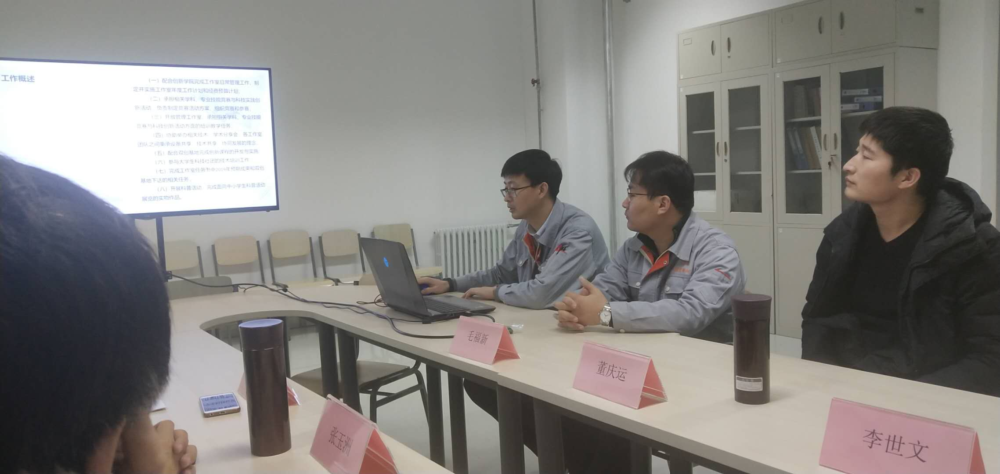 工作概述
（一）配合创新学院完成工作室日常管理工作，制
定并实施工作室年度工作计划和经费预算计划；
（二）承担相关学科、专业技能竞赛与科技实践创
新活动，负责制定竞赛活动方案，组织竞赛和参赛。
（三）开放管理工作室，承担相关学科、专业技能
竞赛与科技创新活动方面的培训教学任务
（四）协助举办相关技术、学术分享会，各工作室
团队之间秉承设备共享、技术共享、协同发展的理念。
（五）配合双创基地完成创新课程的开发与实施
（六）参与大学生科技社团的技术培训工作
（七）完成工作室任务书中2019年预期成果和双创
基地下达的相关任务。
（八）开展科普活动，完成面向中小学生科普活动
展览的实物作品。
毛福新
董庆运
张玉洲
李世文